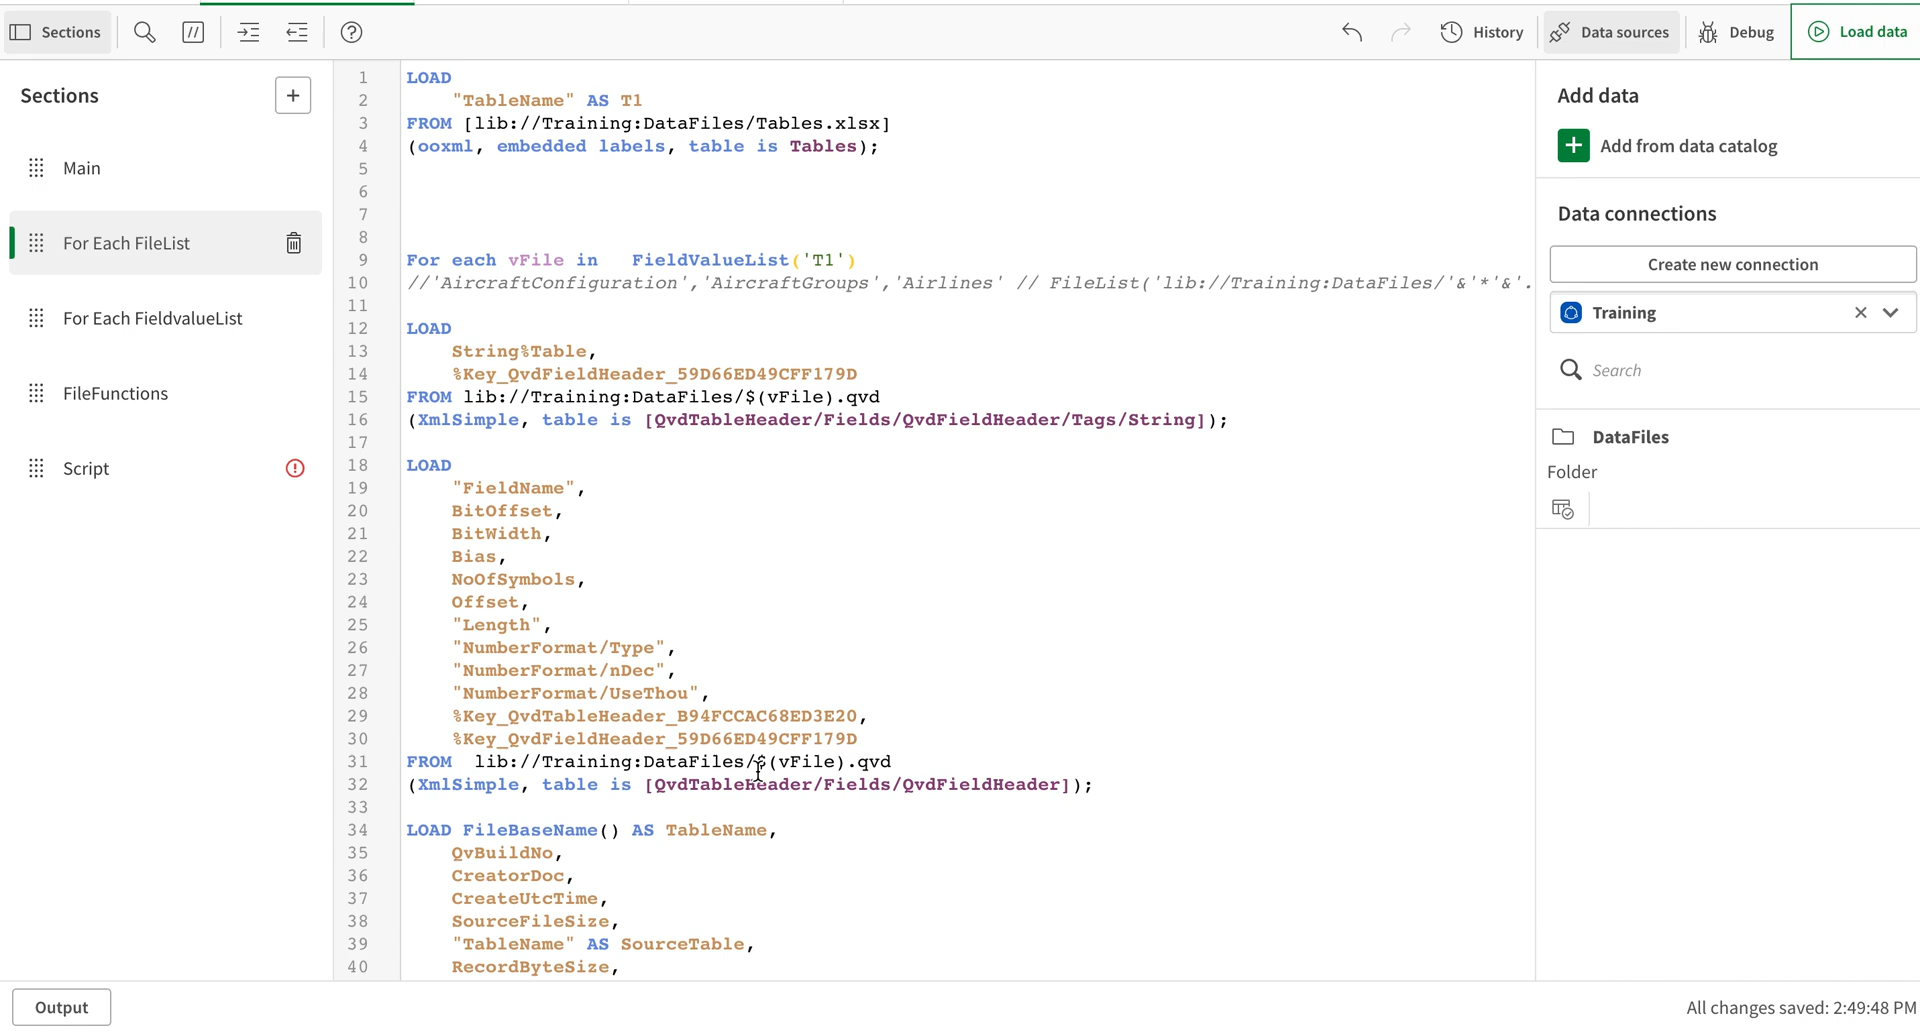 Sections
//
?
History
Data sources
Debug
Load data
Sections
+
Main
For Each FileList
For Each FieldvalueList
FileFunctions
Script
1 LOAD
2 "TableName" AS T1
3 FROM [lib://Training:DataFiles/Tables.xlsx]
4 (ooxml, embedded labels, table is Tables);
5
6
7
8
9 For each vFile in   FieldValueList('T1')
10 //'AircraftConfiguration','AircraftGroups','Airlines' // FileList('lib://Training:DataFiles/'&'*'&'.
11
12 LOAD
13 String%Table,
14 %Key_QvdFieldHeader_59D66ED49CFF179D
15 FROM lib://Training:DataFiles/$(vFile).qvd
16 (XmlSimple, table is [QvdTableHeader/Fields/QvdFieldHeader/Tags/String]);
17
18 LOAD
19 "FieldName",
20 BitOffset,
21 BitWidth,
22 Bias,
23 NoOfSymbols,
24 Offset,
25 "Length",
26 "NumberFormat/Type",
27 "NumberFormat/nDec",
28 "NumberFormat/UseThou",
29 %Key_QvdTableHeader_B94FCCAC68ED3E20,
30 %Key_QvdFieldHeader_59D66ED49CFF179D
31 FROM  lib://Training:DataFiles/$(vFile).qvd
32 (XmlSimple, table is [QvdTableHeader/Fields/QvdFieldHeader]);
33
34 LOAD FileBaseName() AS TableName,
35 QvBuildNo,
36 CreatorDoc,
37 CreateUtcTime,
38 SourceFileSize,
39 "TableName" AS SourceTable,
40 RecordByteSize,
Add data
Add from data catalog
Data connections
Create new connection
Training
Search
DataFiles
Folder
Output
All changes saved: 2:49:48 PM